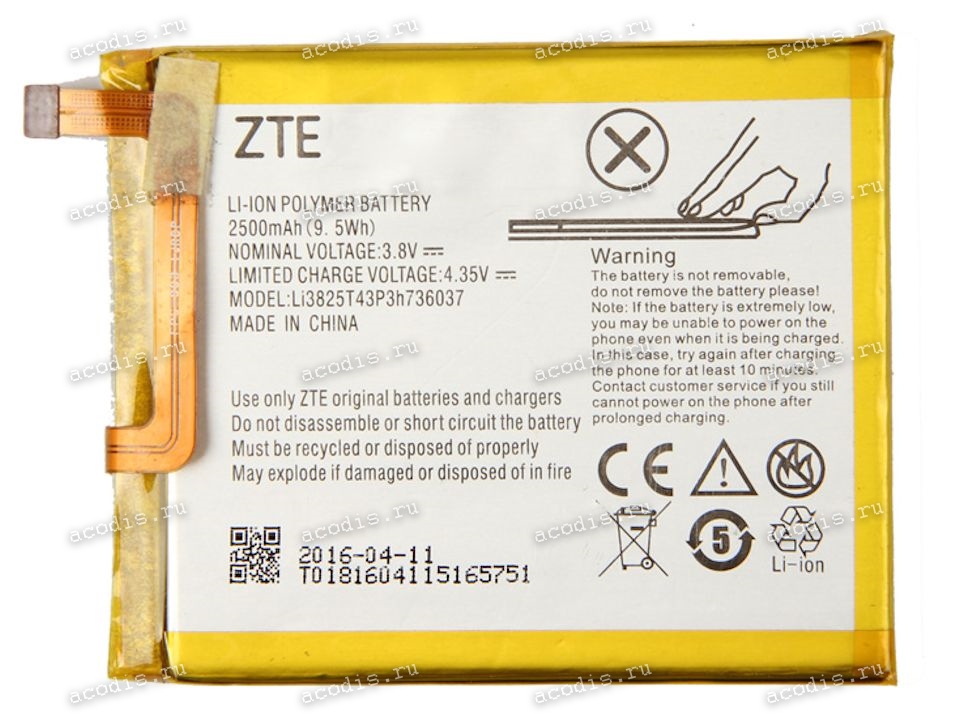 ZTE
LI-ION POLYMER BATTERY
2500mAh(9.5Wh)
NOMINAL VOLTAGE:3.8V
LIMITED CHARGE VOLTAGE:4.35V
MODEL:Li3825T43P3h736037
MADE IN CHINA
Warning
The battery is not removable,
do not remove the battery please!
Note: If the battery is extremely low,
you may be unable to power on the
phone even when it is being charged.
In this case, try again after charging
the phone for at least 10 minutes.
Contact customer service if you still
cannot power on the phone after
prolonged charging.
Use only ZTE original batteries and chargers
Do not disassemble or short circuit the battery
Must be recycled or disposed of properly
May explode if damaged or disposed of in fire
CE
5
Li-ion
2016-04-11
T0181604115165751
acodis.ru